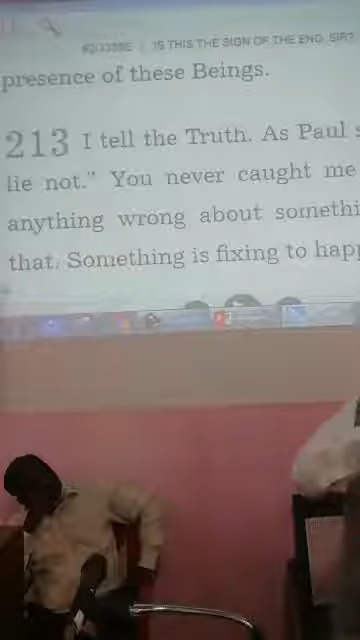 IS THIS THE SIGN OF THE END, SIR?
presence of these Beings.
213 I tell the Truth. As Paul s
lie not." You never caught me
anything wrong about somethi
that. Something is fixing to happ